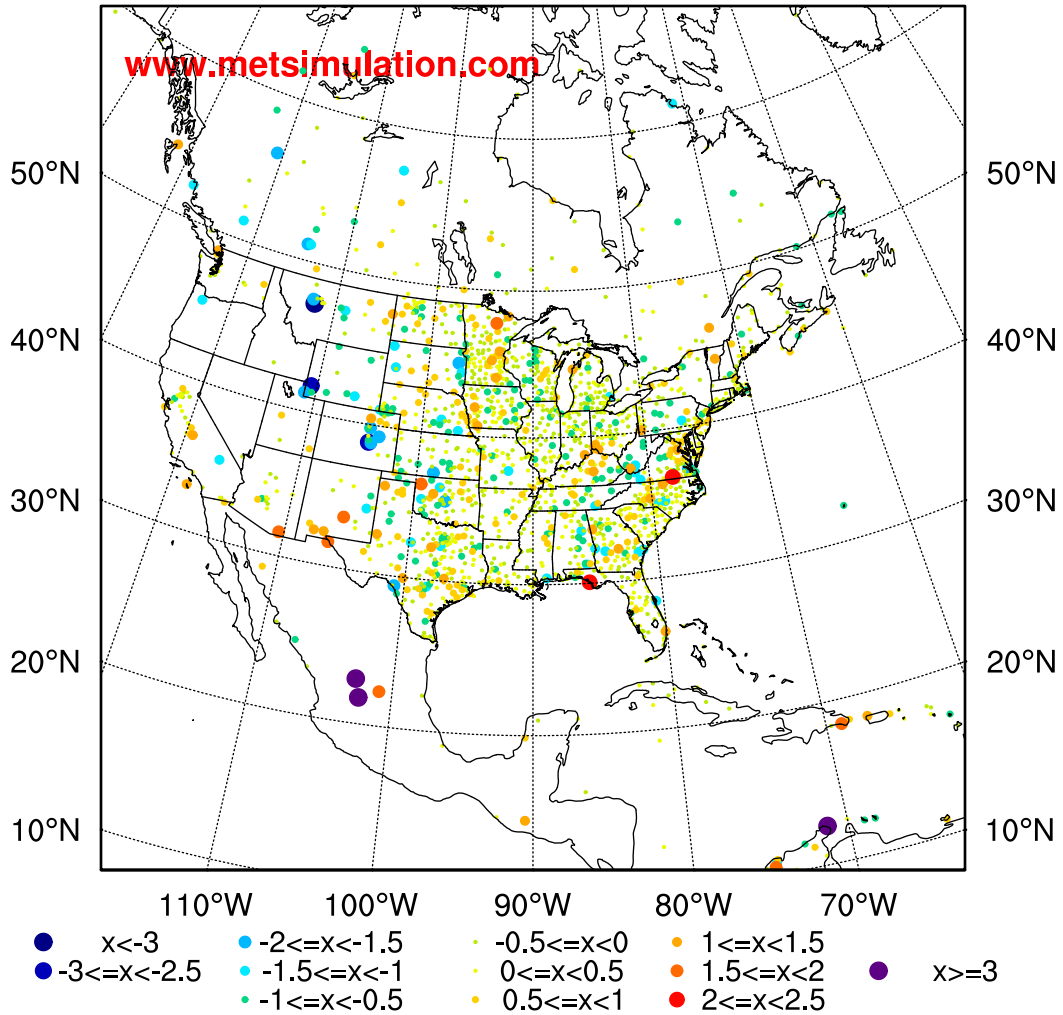 www.metsimulation.com
50°N 50°N
40°N 40°N
30°N 30°N
20°N 20°N
10°N 10°N
110°W 100°W 90°W 80°W 70°W
x<-3 -2<=x<-1.5 -0.5<=x<0 1<=x<1.5
-3<=x<-2.5 -1.5<=x<-1 0<=x<0.5 1.5<=x<2 x>=3
-1<=x<-0.5 0.5<=x<1 2<=x<2.5